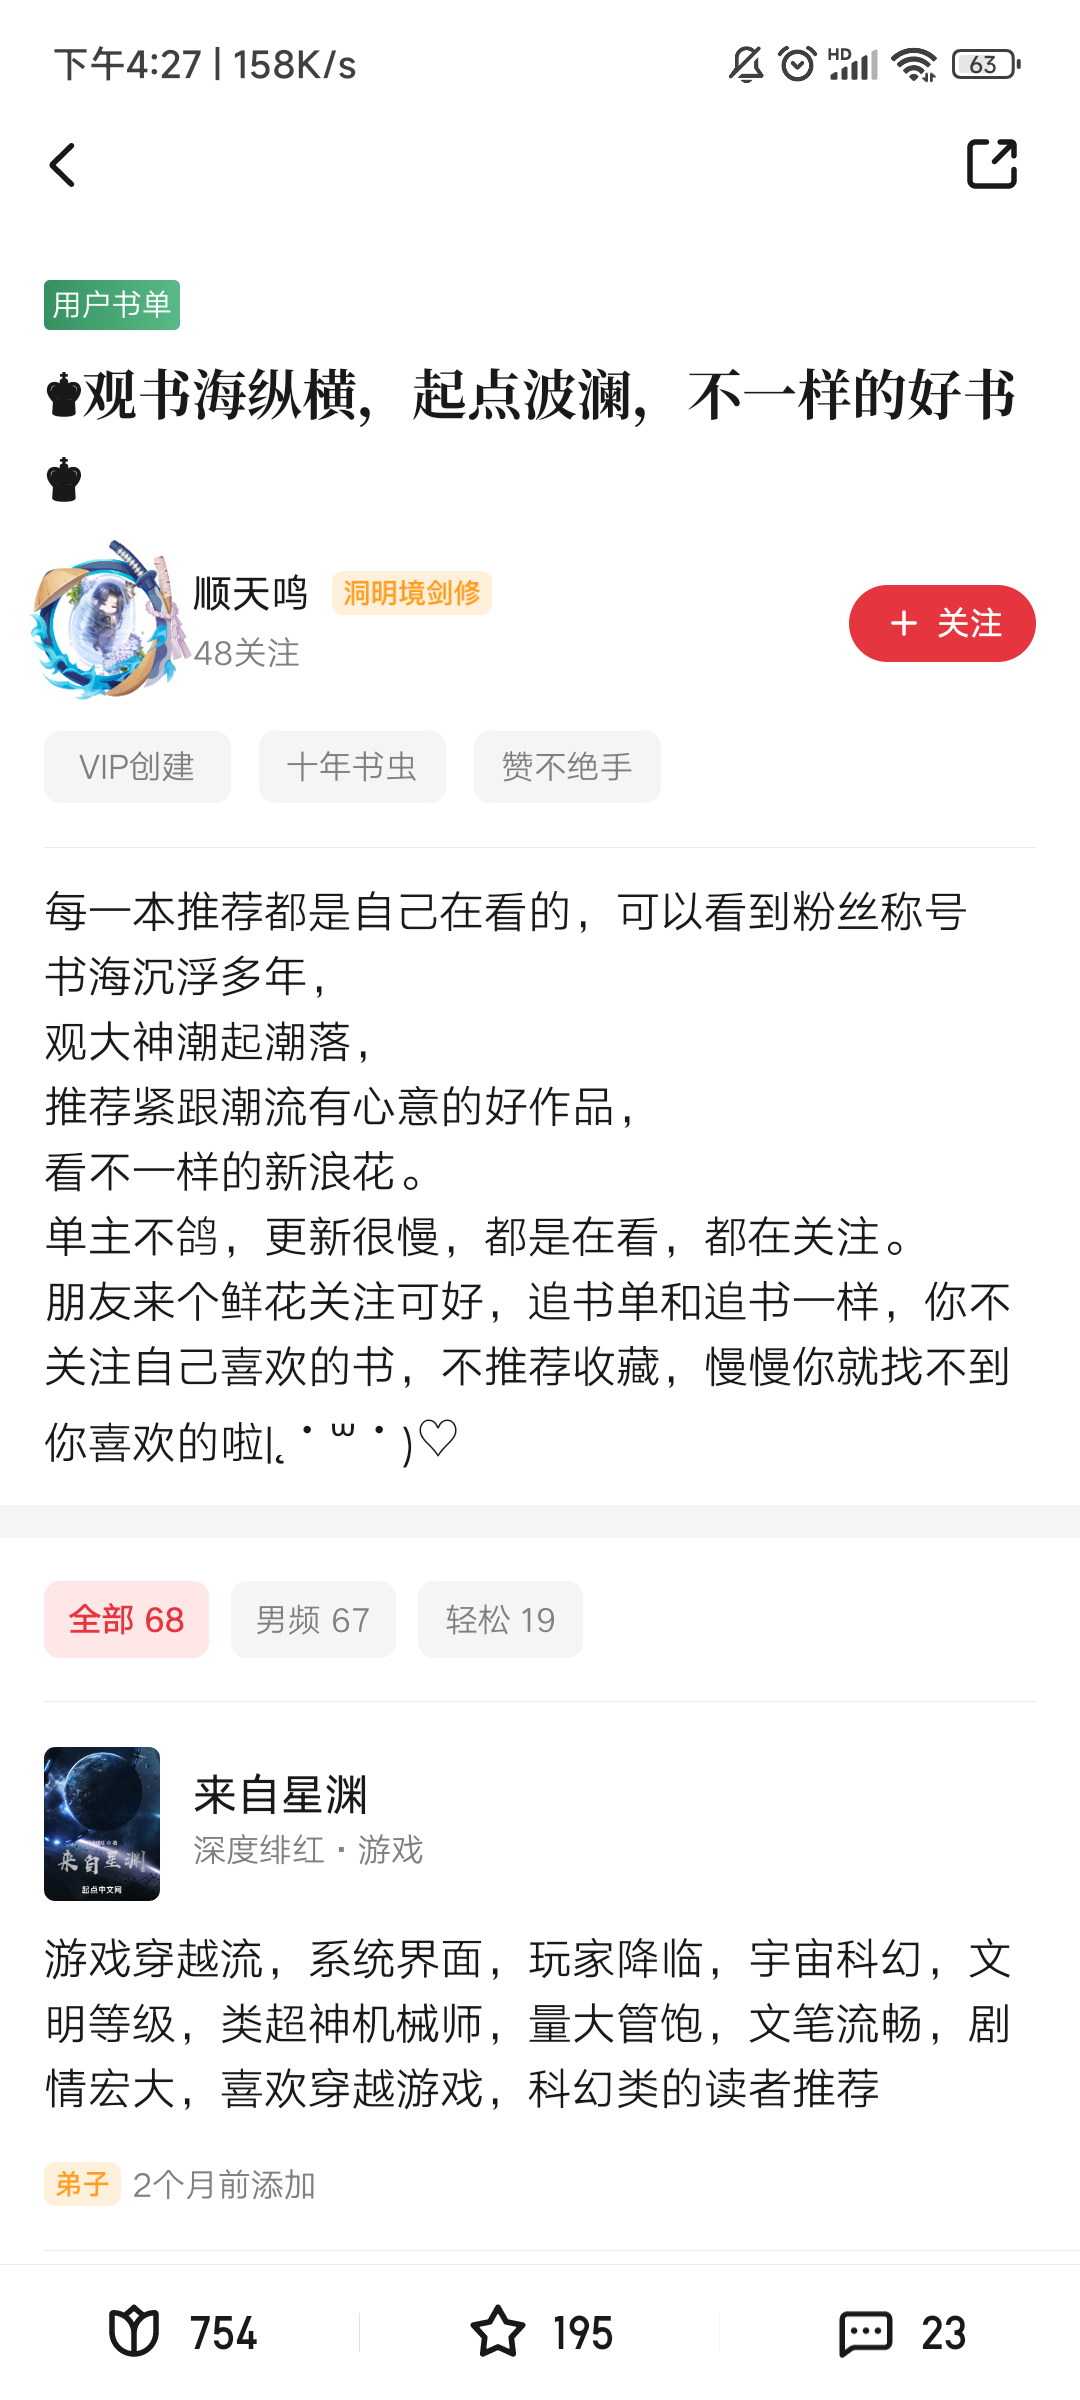 下午4:27 | 158K/s
HD
63
用户书单
♚观书海纵横，起点波澜，不一样的好书
♚
顺天鸣 洞明境剑修
48关注
+ 关注
VIP创建 十年书虫 赞不绝手
每一本推荐都是自己在看的，可以看到粉丝称号
书海沉浮多年，
观大神潮起潮落，
推荐紧跟潮流有心意的好作品，
看不一样的新浪花。
单主不鸽，更新很慢，都是在看，都在关注。
朋友来个鲜花关注可好，追书单和追书一样，你不
关注自己喜欢的书，不推荐收藏，慢慢你就找不到
你喜欢的啦|˛˙꒳˙)♡
全部 68 男频 67 轻松 19
来自星渊
起点中文网
来自星渊
深度绯红·游戏
游戏穿越流，系统界面，玩家降临，宇宙科幻，文
明等级，类超神机械师，量大管饱，文笔流畅，剧
情宏大，喜欢穿越游戏，科幻类的读者推荐
弟子 2个月前添加
754 195 23